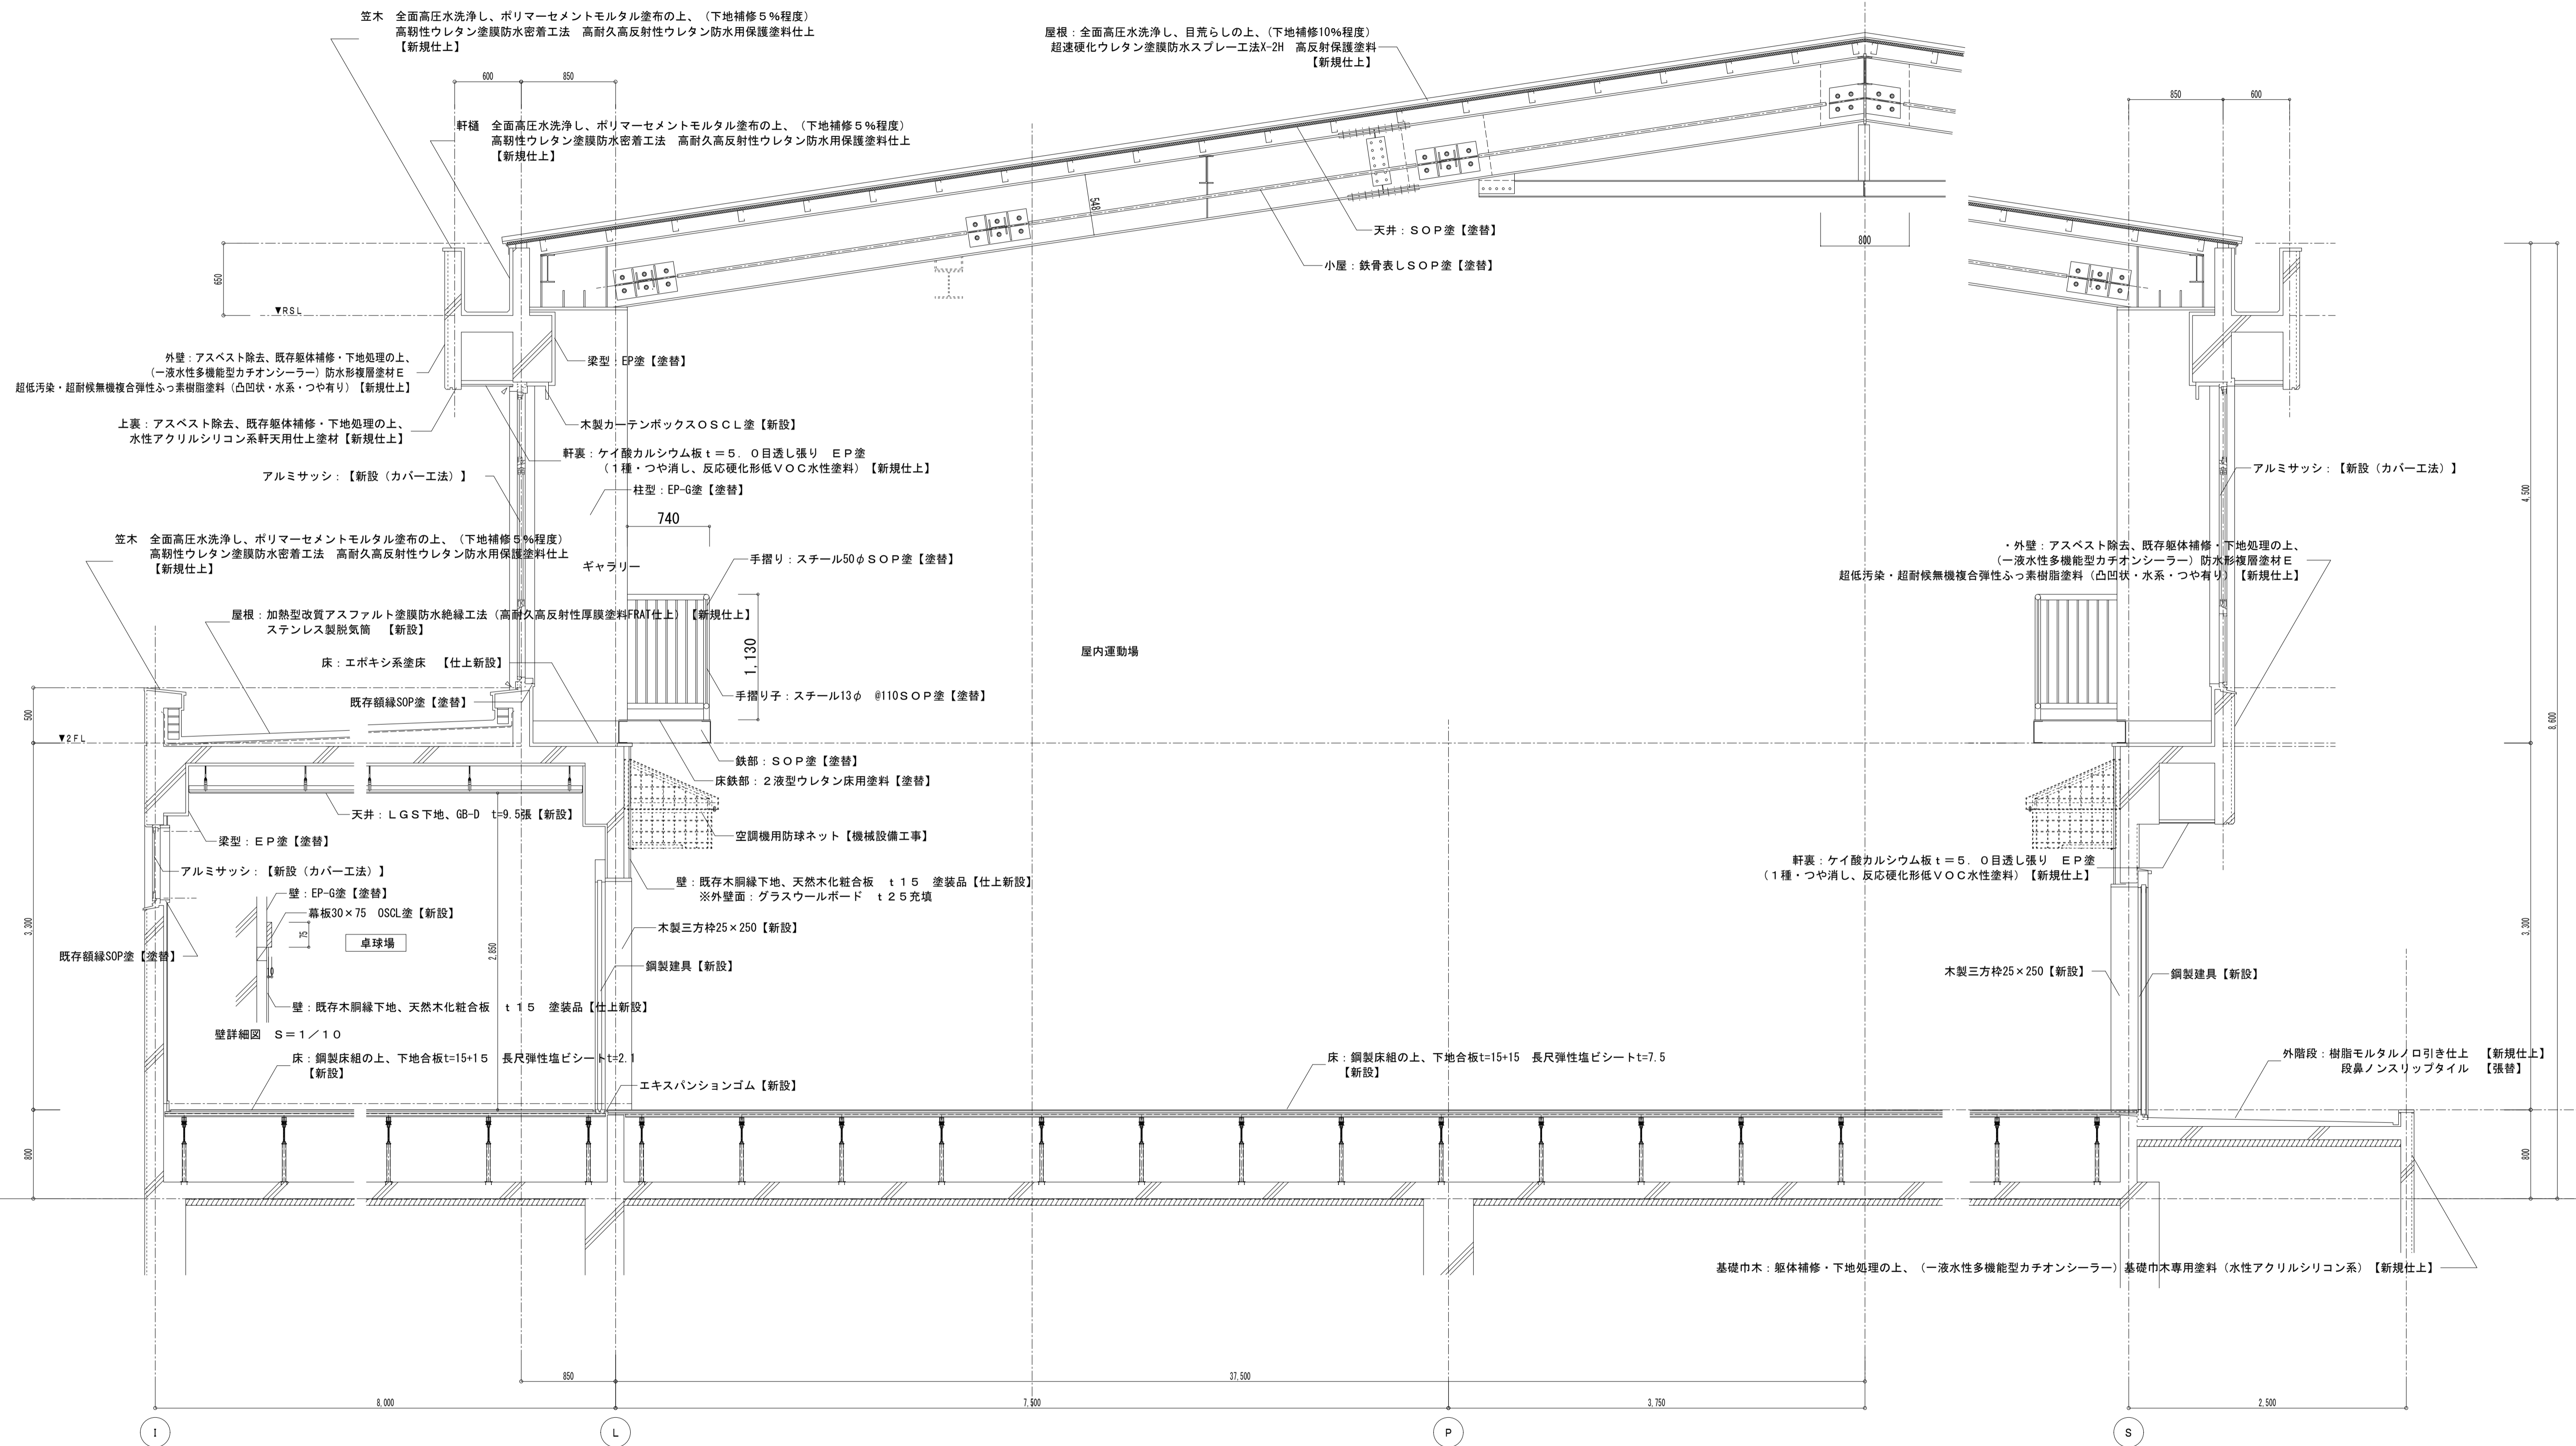 笠木　全面高圧水洗浄し、ポリマーセメントモルタル塗布の上、（下地補修５％程度）
高靭性ウレタン塗膜防水密着工法　高耐久高反射性ウレタン防水用保護塗料仕上
【新規仕上】
屋根：全面高圧水洗浄し、目荒らしの上、（下地補修10％程度）
超速硬化ウレタン塗膜防水スプレー工法X-2H　高反射保護塗料
【新規仕上】
600
850
850
600
軒樋　全面高圧水洗浄し、ポリマーセメントモルタル塗布の上、（下地補修５％程度）
高靭性ウレタン塗膜防水密着工法　高耐久高反射性ウレタン防水用保護塗料仕上
【新規仕上】
548
天井：ＳＯＰ塗【塗替】
800
小屋：鉄骨表しＳＯＰ塗【塗替】
650
▼RSL
外壁：アスベスト除去、既存躯体補修・下地処理の上、
（一液水性多機能型カチオンシーラー）防水形複層塗材Ｅ
超低汚染・超耐候無機複合弾性ふっ素樹脂塗料（凸凹状・水系・つや有り）【新規仕上】
梁型：EP塗【塗替】
上裏：アスベスト除去、既存躯体補修・下地処理の上、
水性アクリルシリコン系軒天用仕上塗材【新規仕上】
木製カーテンボックスＯＳＣＬ塗【新設】
軒裏：ケイ酸カルシウム板ｔ＝５．０目透し張り　ＥＰ塗
（１種・つや消し、反応硬化形低ＶＯＣ水性塗料）【新規仕上】
アルミサッシ：【新設（カバー工法）】
アルミサッシ：【新設（カバー工法）】
柱型：EP-G塗【塗替】
4,500
740
笠木　全面高圧水洗浄し、ポリマーセメントモルタル塗布の上、（下地補修５％程度）
高靭性ウレタン塗膜防水密着工法　高耐久高反射性ウレタン防水用保護塗料仕上
【新規仕上】
ギャラリー
手摺り：スチール50φＳＯＰ塗【塗替】
・外壁：アスベスト除去、既存躯体補修・下地処理の上、
（一液水性多機能型カチオンシーラー）防水形複層塗材Ｅ
超低汚染・超耐候無機複合弾性ふっ素樹脂塗料（凸凹状・水系・つや有り）【新規仕上】
屋根：加熱型改質アスファルト塗膜防水絶縁工法（高耐久高反射性厚膜塗料FRAT仕上）【新規仕上】
ステンレス製脱気筒　【新設】
1,130
屋内運動場
床：エポキシ系塗床　【仕上新設】
手摺り子：スチール13φ　@110ＳＯＰ塗【塗替】
既存額縁SOP塗【塗替】
500
8,600
▼2FL
鉄部：ＳＯＰ塗【塗替】
床鉄部：２液型ウレタン床用塗料【塗替】
天井：ＬＧＳ下地、GB-D　t=9.5張【新設】
梁型：ＥＰ塗【塗替】
空調機用防球ネット【機械設備工事】
アルミサッシ：【新設（カバー工法）】
軒裏：ケイ酸カルシウム板ｔ＝５．０目透し張り　ＥＰ塗
（１種・つや消し、反応硬化形低ＶＯＣ水性塗料）【新規仕上】
壁：EP-G塗【塗替】
壁：既存木胴縁下地、天然木化粧合板　ｔ１５　塗装品【仕上新設】
※外壁面：グラスウールボード　ｔ２５充填
幕板30×75　OSCL塗【新設】
3,300
75
卓球場
2,850
木製三方枠25×250【新設】
3,300
既存額縁SOP塗【塗替】
10
鋼製建具【新設】
木製三方枠25×250【新設】
鋼製建具【新設】
壁：既存木胴縁下地、天然木化粧合板　ｔ１５　塗装品【仕上新設】
壁詳細図　Ｓ＝１／１０
床：鋼製床組の上、下地合板t=15+1５　長尺弾性塩ビシートt=2.1
【新設】
床：鋼製床組の上、下地合板t=15+15　長尺弾性塩ビシートt=7.5
【新設】
外階段：樹脂モルタルノロ引き仕上　【新規仕上】
段鼻ノンスリップタイル　【張替】
エキスパンションゴム【新設】
800
800
基礎巾木：躯体補修・下地処理の上、（一液水性多機能型カチオンシーラー）基礎巾木専用塗料（水性アクリルシリコン系）【新規仕上】
850
37,500
8,000
7,500
3,750
2,500
I
L
P
S